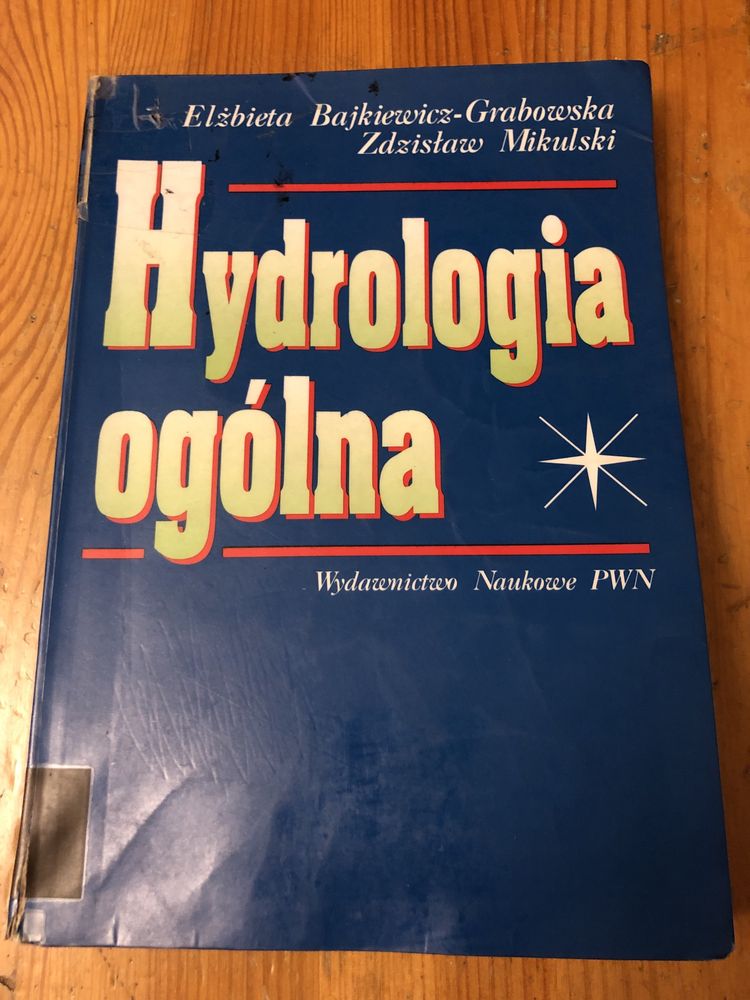 Elżbieta Bajkiewicz-Grabowska
Zdzisław Mikulski
Hydrologia
ogólna
Wydawnictwo Naukowe PWN